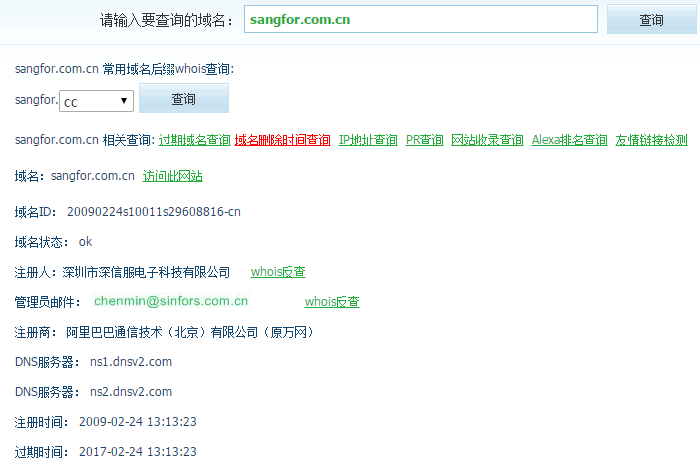 请输入要查询的域名： sangfor.com.cn 查询
sangfor.com.cn 常用域名后缀whois查询:
sangfor. cc 查询
sangfor.com.cn 相关查询: 过期域名查询 域名删除时间查询 IP地址查询 PR查询 网站收录查询 Alexa排名查询 友情链接检测
域名：sangfor.com.cn 访问此网站
域名ID： 20090224s10011s29608816-cn
域名状态： ok
注册人：深圳市深信服电子科技有限公司 whois反查
管理员邮件： chenmin@sinfors.com.cn whois反查
注册商： 阿里巴巴通信技术（北京）有限公司（原万网）
DNS服务器： ns1.dnsv2.com
DNS服务器： ns2.dnsv2.com
注册时间： 2009-02-24 13:13:23
过期时间： 2017-02-24 13:13:23